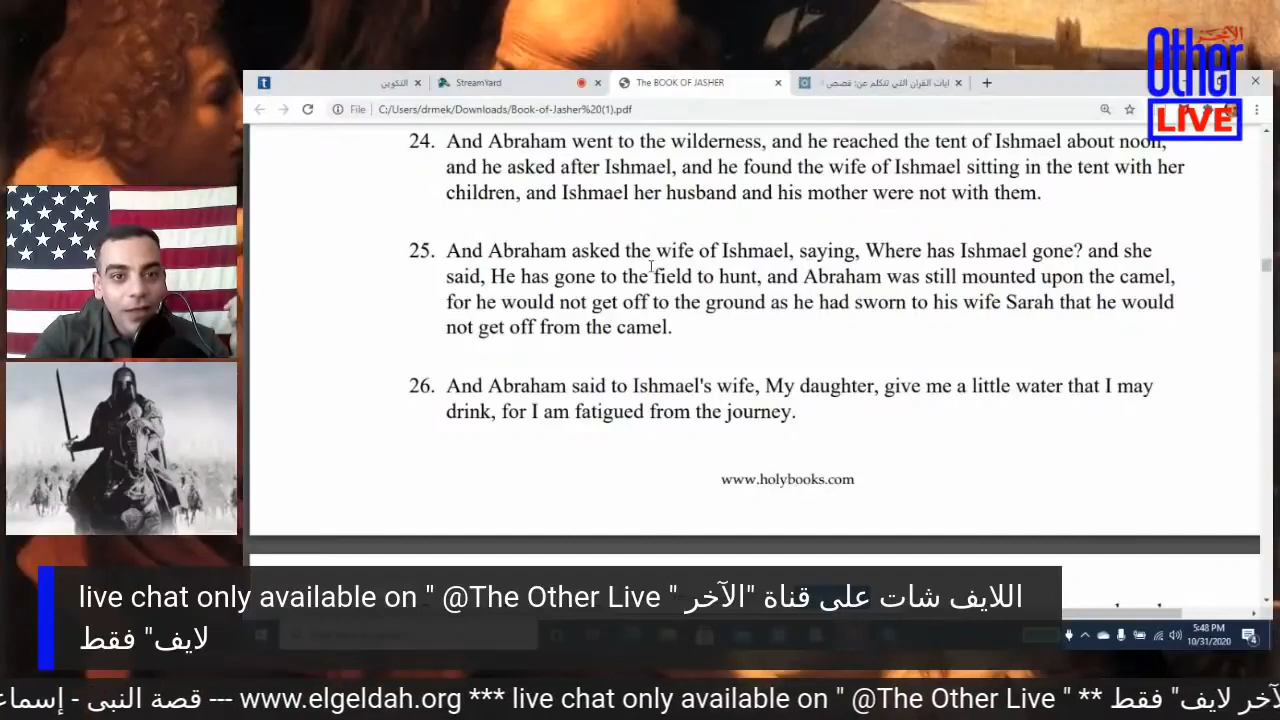 الآخر
Other
LIVE
التكوين
StreamYard
The BOOK OF JASHER
ايات القران التي تتكلم عن: قصص
File
C:/Users/drmek/Downloads/Book-of-Jasher%20(1).pdf
24. And Abraham went to the wilderness, and he reached the tent of Ishmael about noon,
and he asked after Ishmael, and he found the wife of Ishmael sitting in the tent with her
children, and Ishmael her husband and his mother were not with them.
25. And Abraham asked the wife of Ishmael, saying, Where has Ishmael gone? and she
said, He has gone to the field to hunt, and Abraham was still mounted upon the camel,
for he would not get off to the ground as he had sworn to his wife Sarah that he would
not get off from the camel.
26. And Abraham said to Ishmael's wife, My daughter, give me a little water that I may
drink, for I am fatigued from the journey.
www.holybooks.com
live chat only available on " @The Other Live " اللايف شات على قناة "الآخر
لايف" فقط
5:48 PM
10/31/2020
قصة النبى - إسماعـ --- www.elgeldah.org *** live chat only available on " @The Other Live " ** الآخر لايف" فقط